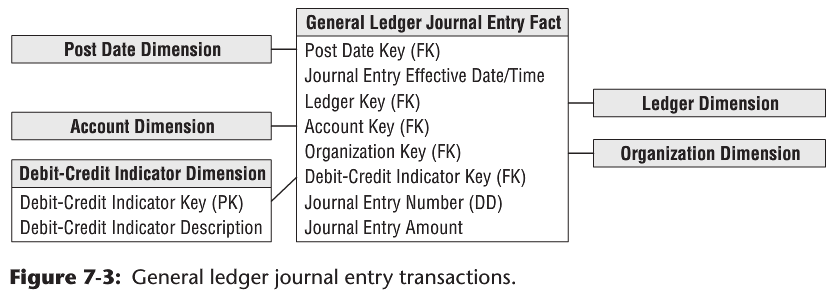 Post Date Dimension
Account Dimension
Debit-Credit Indicator Dimension
Debit-Credit Indicator Key (PK)
Debit-Credit Indicator Description
General Ledger Journal Entry Fact
Post Date Key (FK)
Journal Entry Effective Date/Time
Ledger Key (FK)
Account Key (FK)
Organization Key (FK)
Debit-Credit Indicator Key (FK)
Journal Entry Number (DD)
Journal Entry Amount
Ledger Dimension
Organization Dimension
Figure 7-3: General ledger journal entry transactions.